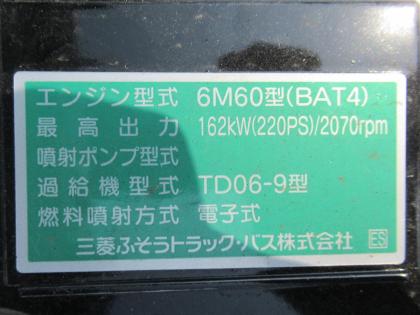 エンジン型式 6M60型(BAT4)
最高出力 162kW(220PS)/2070rpm
噴射ポンプ型式
過給機型式 TD06-9型
燃料噴射方式 電子式
三菱ふそうトラック・バス株式会社 ES